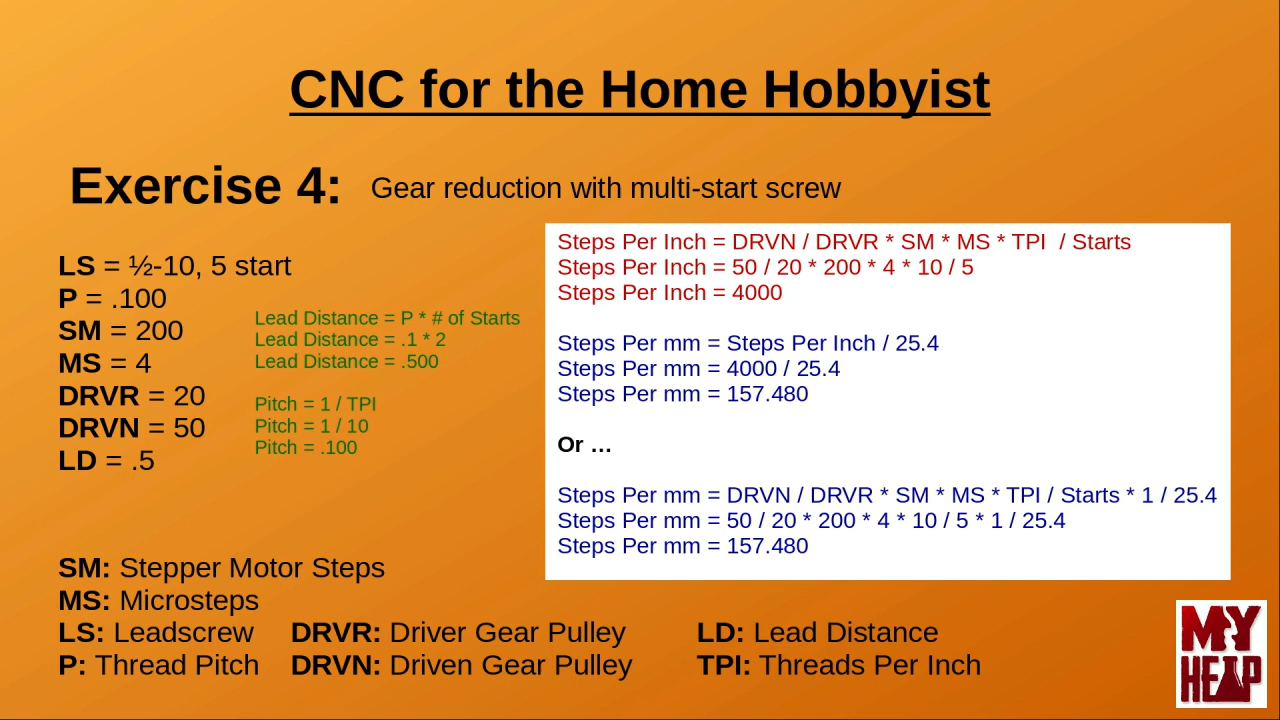 CNC for the Home Hobbyist
Exercise 4: Gear reduction with multi-start screw
LS = ½-10, 5 start
P = .100
SM = 200
MS = 4
DRVR = 20
DRVN = 50
LD = .5
Lead Distance = P * # of Starts
Lead Distance = .1 * 2
Lead Distance = .500
Pitch = 1 / TPI
Pitch = 1 / 10
Pitch = .100
Steps Per Inch = DRVN / DRVR * SM * MS * TPI / Starts
Steps Per Inch = 50 / 20 * 200 * 4 * 10 / 5
Steps Per Inch = 4000
Steps Per mm = Steps Per Inch / 25.4
Steps Per mm = 4000 / 25.4
Steps Per mm = 157.480
Or ...
Steps Per mm = DRVN / DRVR * SM * MS * TPI / Starts * 1 / 25.4
Steps Per mm = 50 / 20 * 200 * 4 * 10 / 5 * 1 / 25.4
Steps Per mm = 157.480
SM: Stepper Motor Steps
MS: Microsteps
LS: Leadscrew DRVR: Driver Gear Pulley LD: Lead Distance
P: Thread Pitch DRVN: Driven Gear Pulley TPI: Threads Per Inch
MY
HEAP